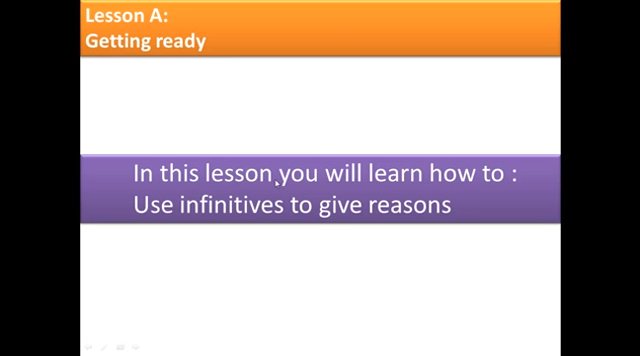 Lesson A:
Getting ready
In this lesson you will learn how to :
Use infinitives to give reasons